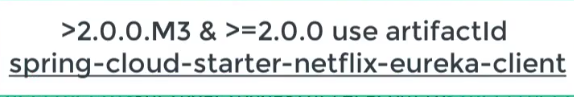 >2.0.0.M3 & >=2.0.0 use artifactId
spring-cloud-starter-netflix-eureka-client